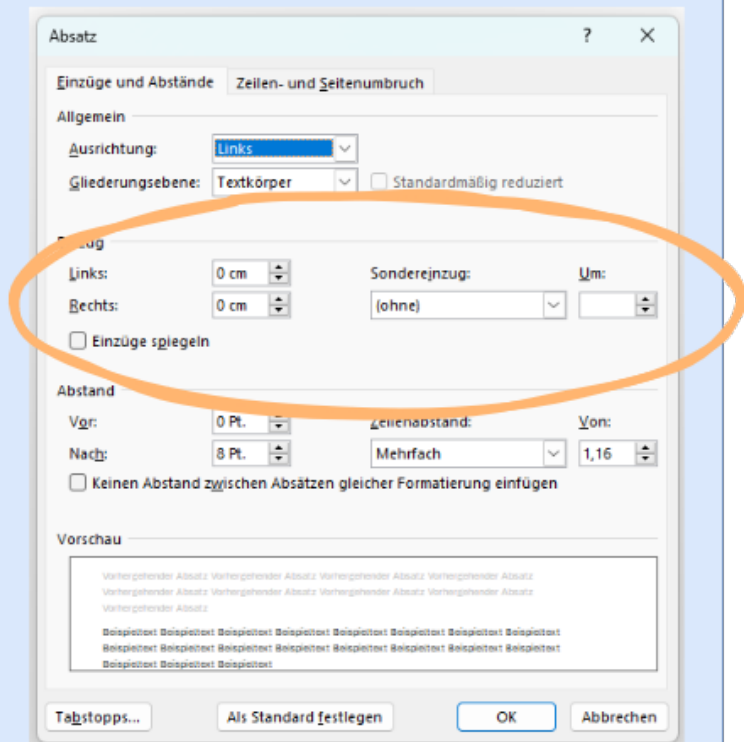 Absatz ? ×
Einzüge und Abstände Zeilen- und Seitenumbruch
Allgemein
Ausrichtung: Links
Gliederungsebene: Textkörper Standardmäßig reduziert
Links: 0 cm Sondereinzug: Um:
Rechts: 0 cm (ohne)
Einzüge spiegeln
Abstand
Vor: 0 Pt. Zeilenabstand: Von:
Nach: 8 Pt. Mehrfach 1,16
Keinen Abstand zwischen Absätzen gleicher Formatierung einfügen
Vorschau
Vorhergehender Absatz Vorhergehender Absatz Vorhergehender Absatz Vorhergehender Absatz
Vorhergehender Absatz Vorhergehender Absatz Vorhergehender Absatz Vorhergehender Absatz
Vorhergehender Absatz
Beispieltext Beispieltext Beispieltext Beispieltext Beispieltext Beispieltext Beispieltext Beispieltext
Beispieltext Beispieltext Beispieltext Beispieltext Beispieltext Beispieltext Beispieltext Beispieltext
Beispieltext Beispieltext Beispieltext
Tabstopps... Als Standard festlegen OK Abbrechen